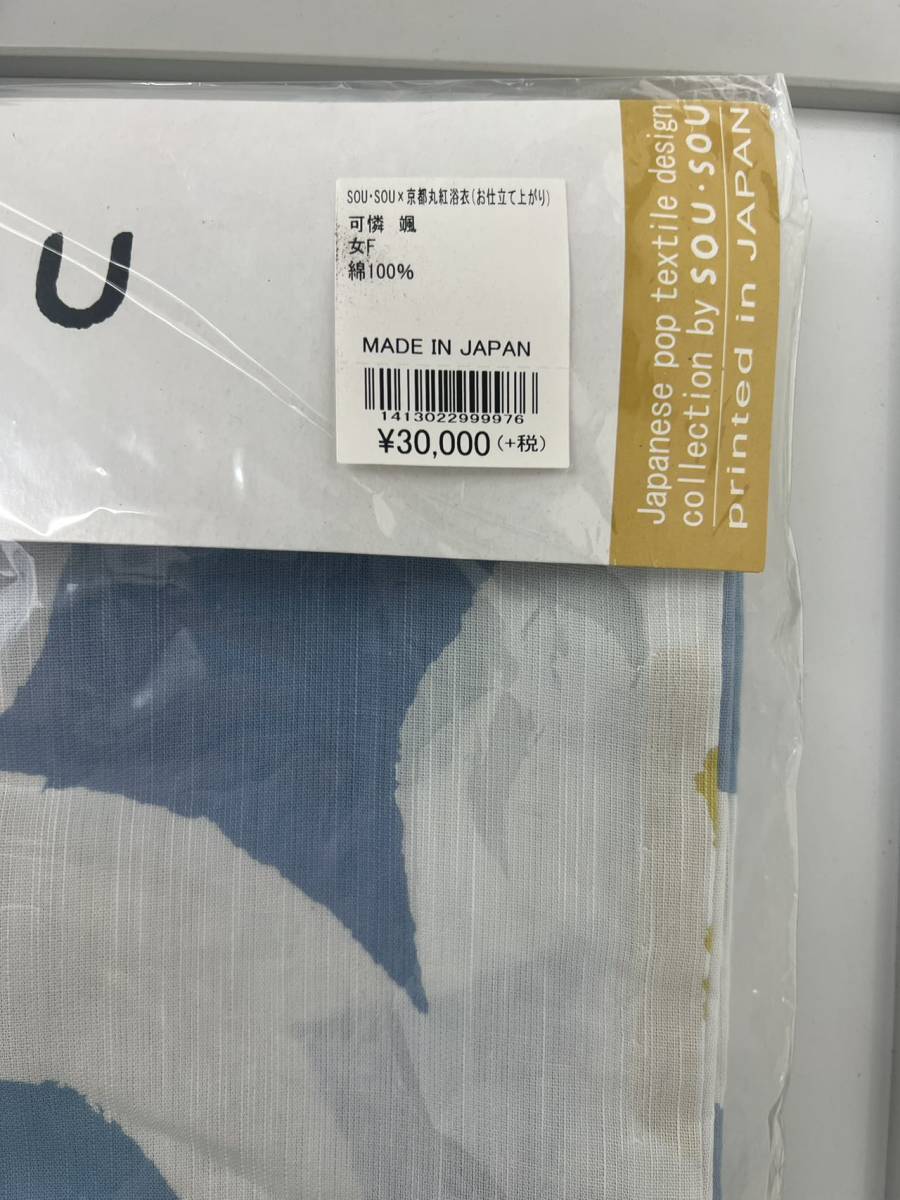 U
SOU・SOU×京都丸紅浴衣(お仕立て上がり)
可憐 颯
女F
綿100%
MADE IN JAPAN
1413022999976
¥30,000(+税)
Japanese pop textile design
collection by SOU・SOU
printed in JAPAN